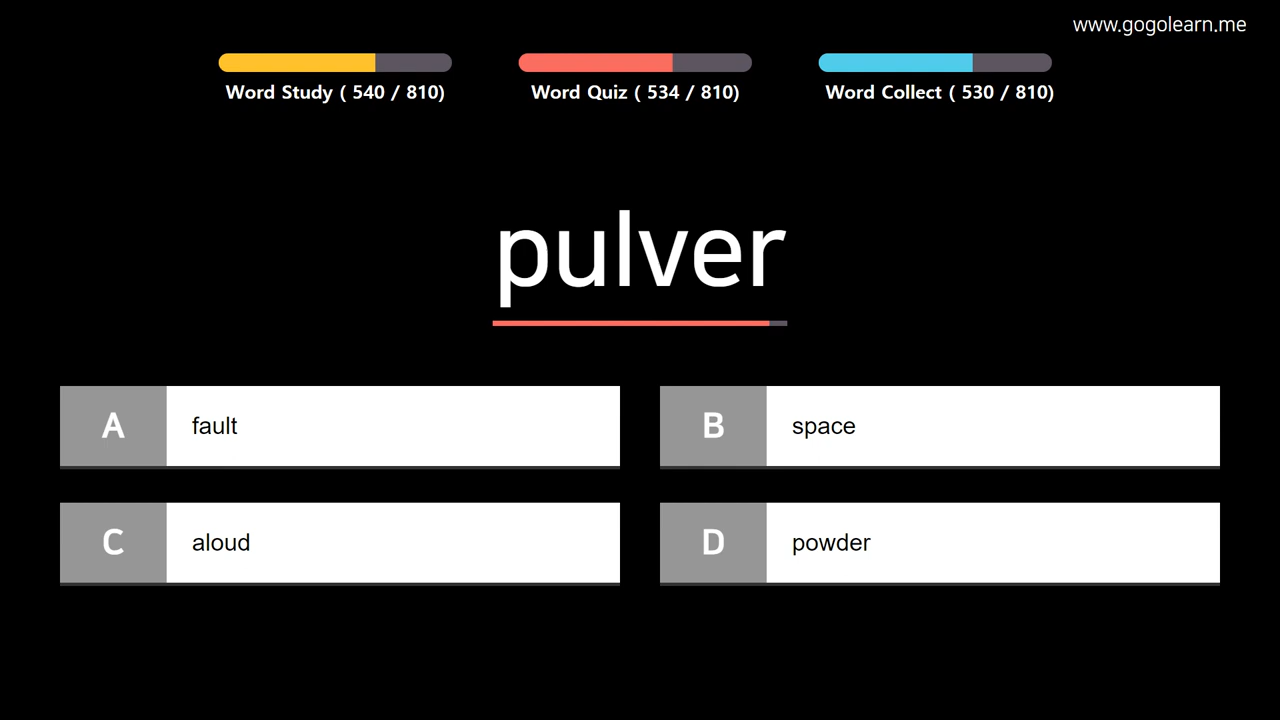 www.gogolearn.me
Word Study ( 540 / 810)
Word Quiz ( 534 / 810)
Word Collect ( 530 / 810)
pulver
A fault
B space
C aloud
D powder